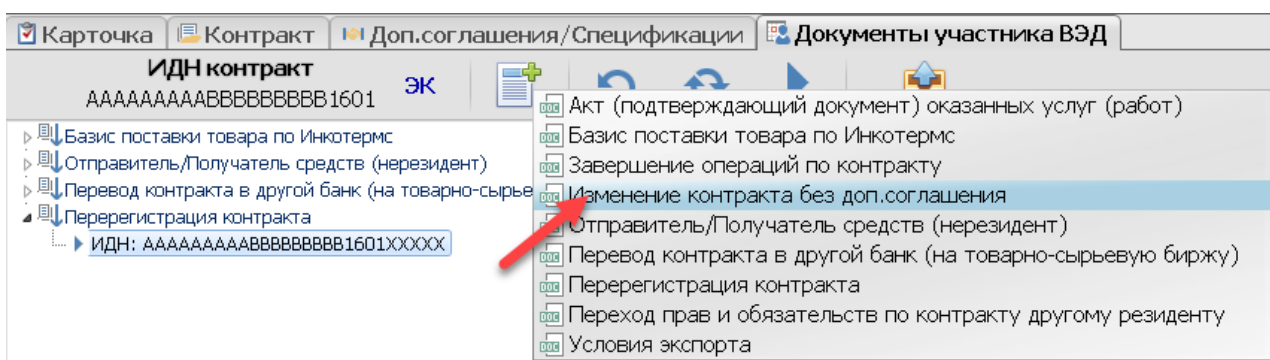 Карточка Контракт Доп.соглашения/Спецификации Документы участника ВЭД
ИДН контракт
AAAAAAAAABBBBBBBBB1601
ЭК
Базис поставки товара по Инкотермс
Отправитель/Получатель средств (нерезидент)
Перевод контракта в другой банк (на товарно-сырье
Перерегистрация контракта
ИДН: AAAAAAAAABBBBBBBBB1601XXXXX
Акт (подтверждающий документ) оказанных услуг (работ)
Базис поставки товара по Инкотермс
Завершение операций по контракту
Изменение контракта без доп.соглашения
Отправитель/Получатель средств (нерезидент)
Перевод контракта в другой банк (на товарно-сырьевую биржу)
Перерегистрация контракта
Переход прав и обязательств по контракту другому резиденту
Условия экспорта